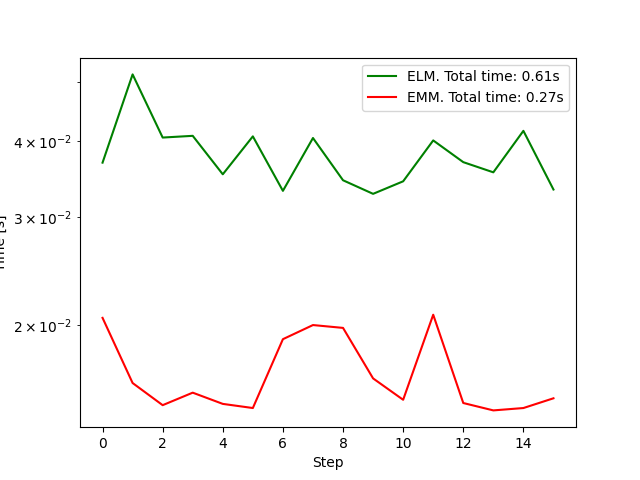 ELM. Total time: 0.61s
EMM. Total time: 0.27s
4 × 10⁻²
3 × 10⁻²
2 × 10⁻²
Time [s]
0 2 4 6 8 10 12 14
Step